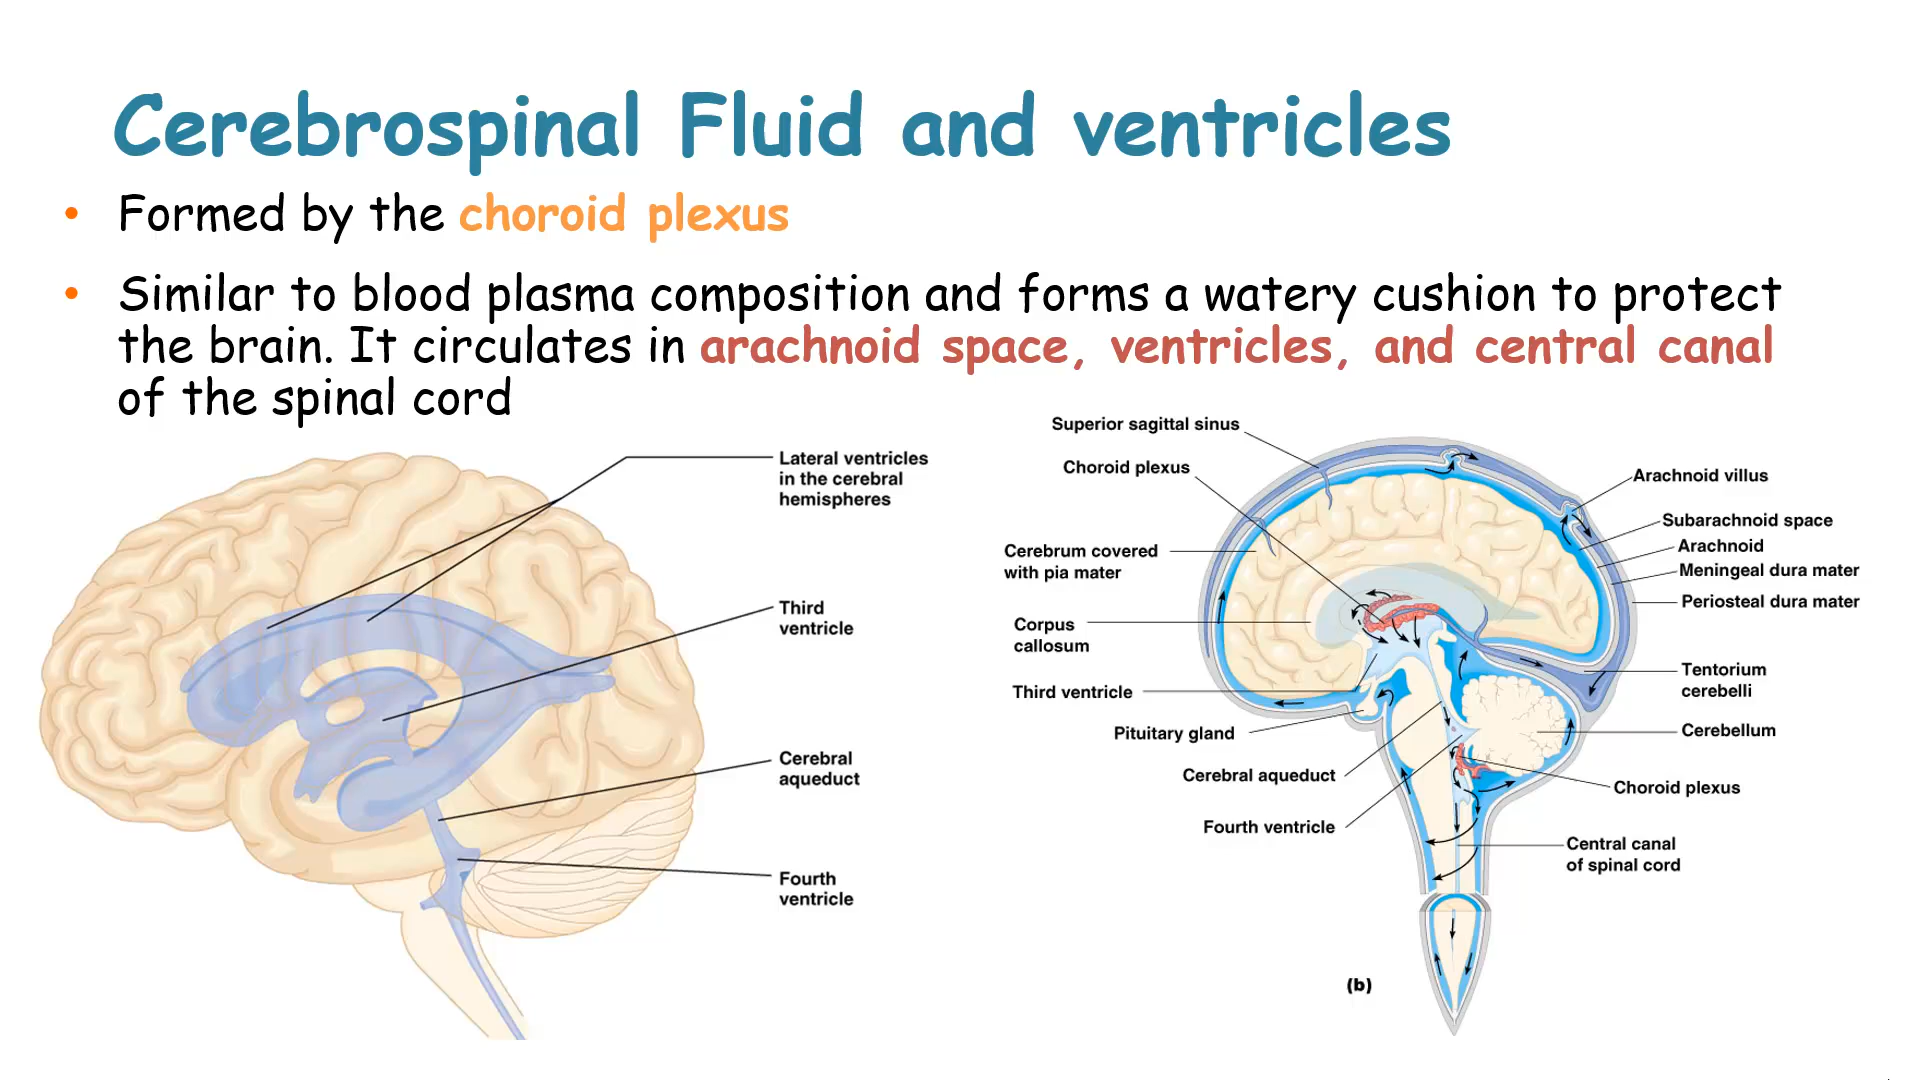 Cerebrospinal Fluid and ventricles
• Formed by the choroid plexus
• Similar to blood plasma composition and forms a watery cushion to protect
the brain. It circulates in arachnoid space, ventricles, and central canal
of the spinal cord
Lateral ventricles
in the cerebral
hemispheres
Third
ventricle
Cerebral
aqueduct
Fourth
ventricle
Superior sagittal sinus
Choroid plexus
Cerebrum covered
with pia mater
Corpus
callosum
Third ventricle
Pituitary gland
Cerebral aqueduct
Fourth ventricle
Arachnoid villus
Subarachnoid space
Arachnoid
Meningeal dura mater
Periosteal dura mater
Tentorium
cerebelli
Cerebellum
Choroid plexus
Central canal
of spinal cord
(b)